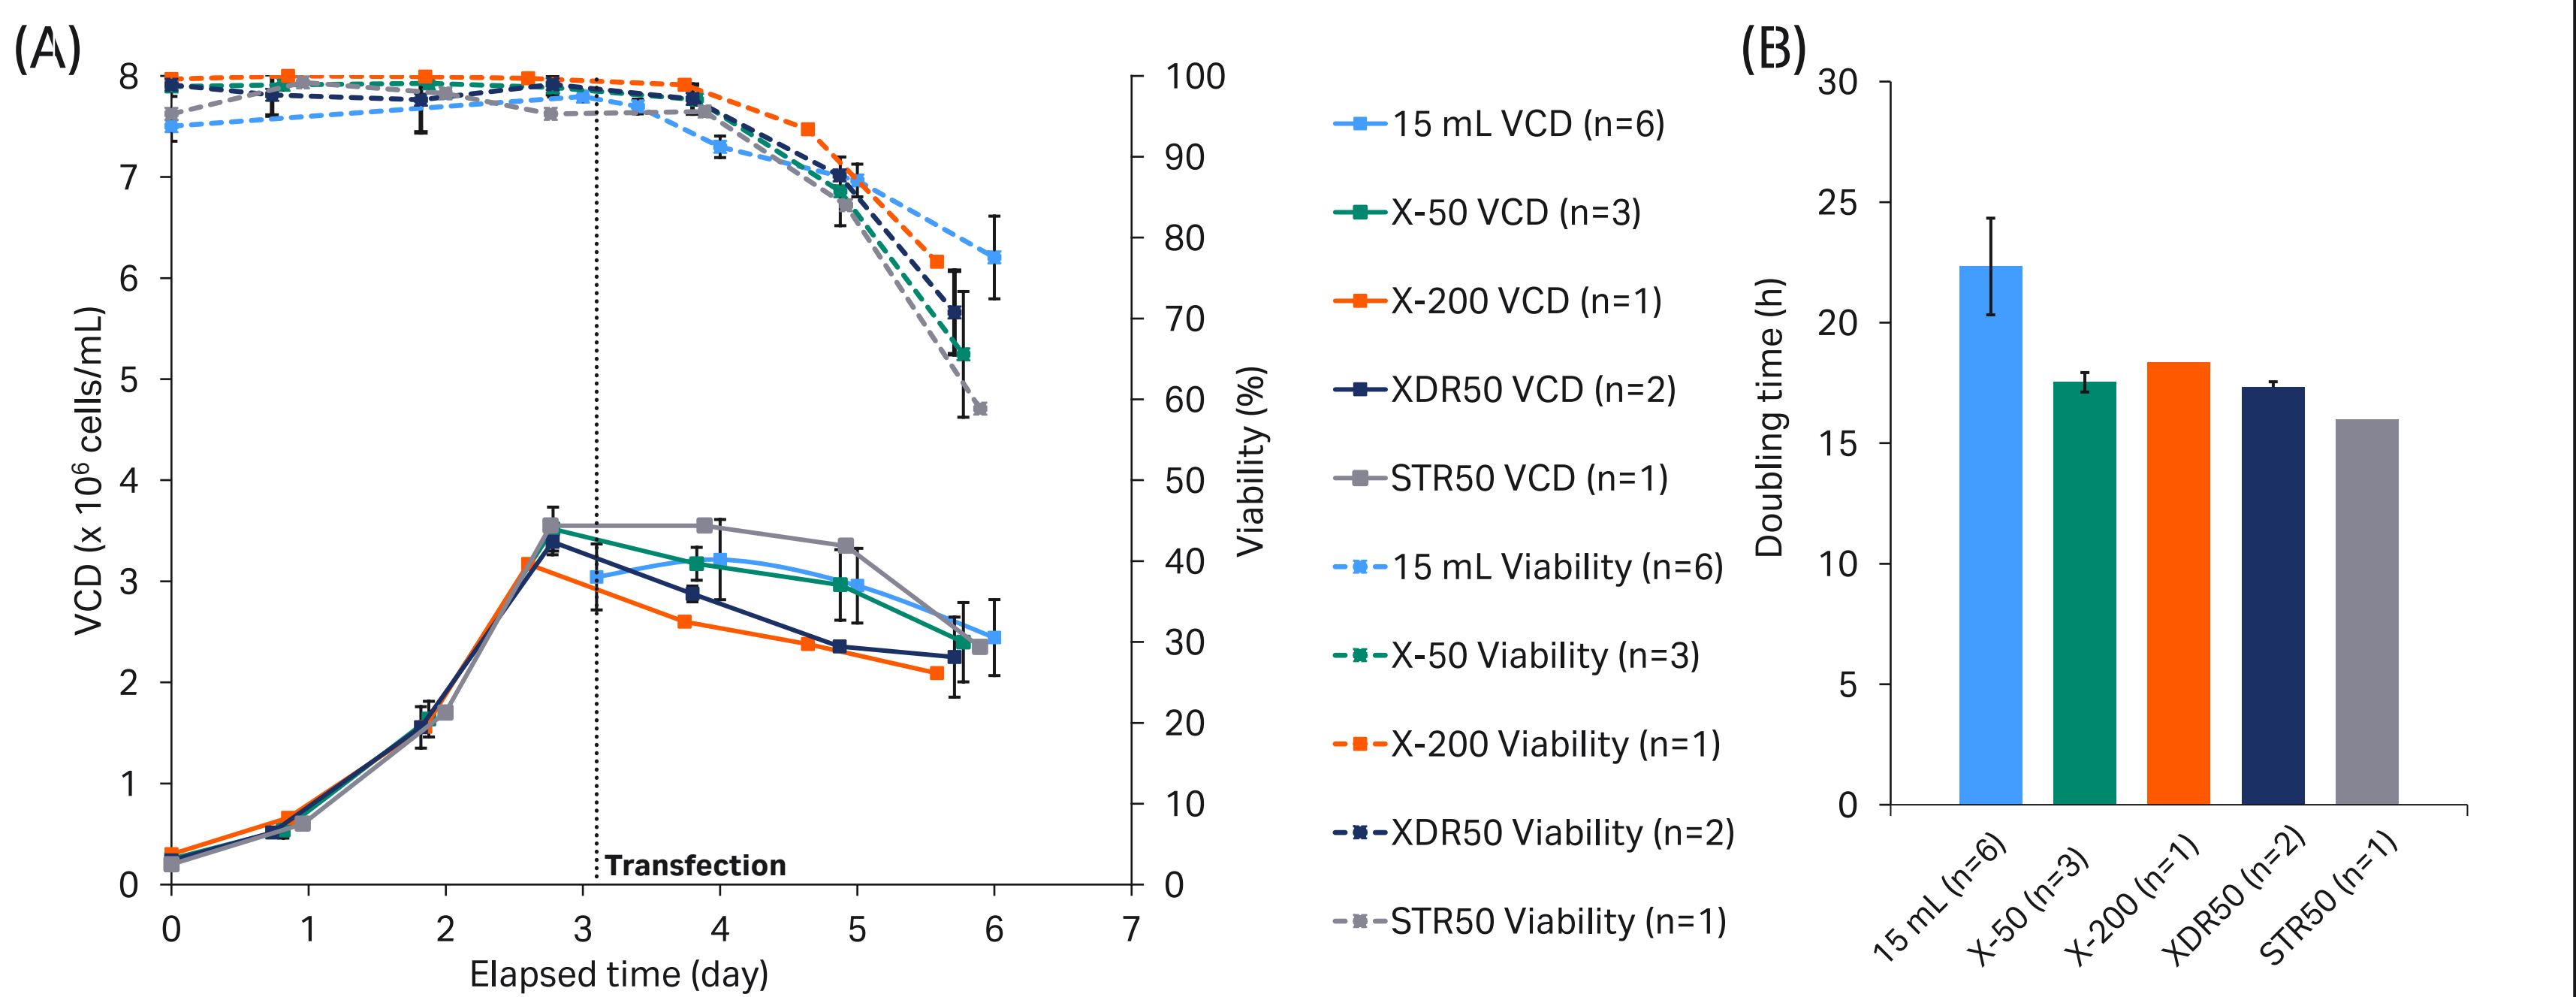 (A)
8
7
6
5
4
3
2
1
0
VCD (x 10⁶ cells/mL)
100
90
80
70
60
50
40
30
20
10
0
Viability (%)
Transfection
0 1 2 3 4 5 6 7
Elapsed time (day)
15 mL VCD (n=6)
X-50 VCD (n=3)
X-200 VCD (n=1)
XDR50 VCD (n=2)
STR50 VCD (n=1)
15 mL Viability (n=6)
X-50 Viability (n=3)
X-200 Viability (n=1)
XDR50 Viability (n=2)
STR50 Viability (n=1)
(B)
30
25
20
15
10
5
0
Doubling time (h)
15 mL (n=6)
X-50 (n=3)
X-200 (n=1)
XDR50 (n=2)
STR50 (n=1)